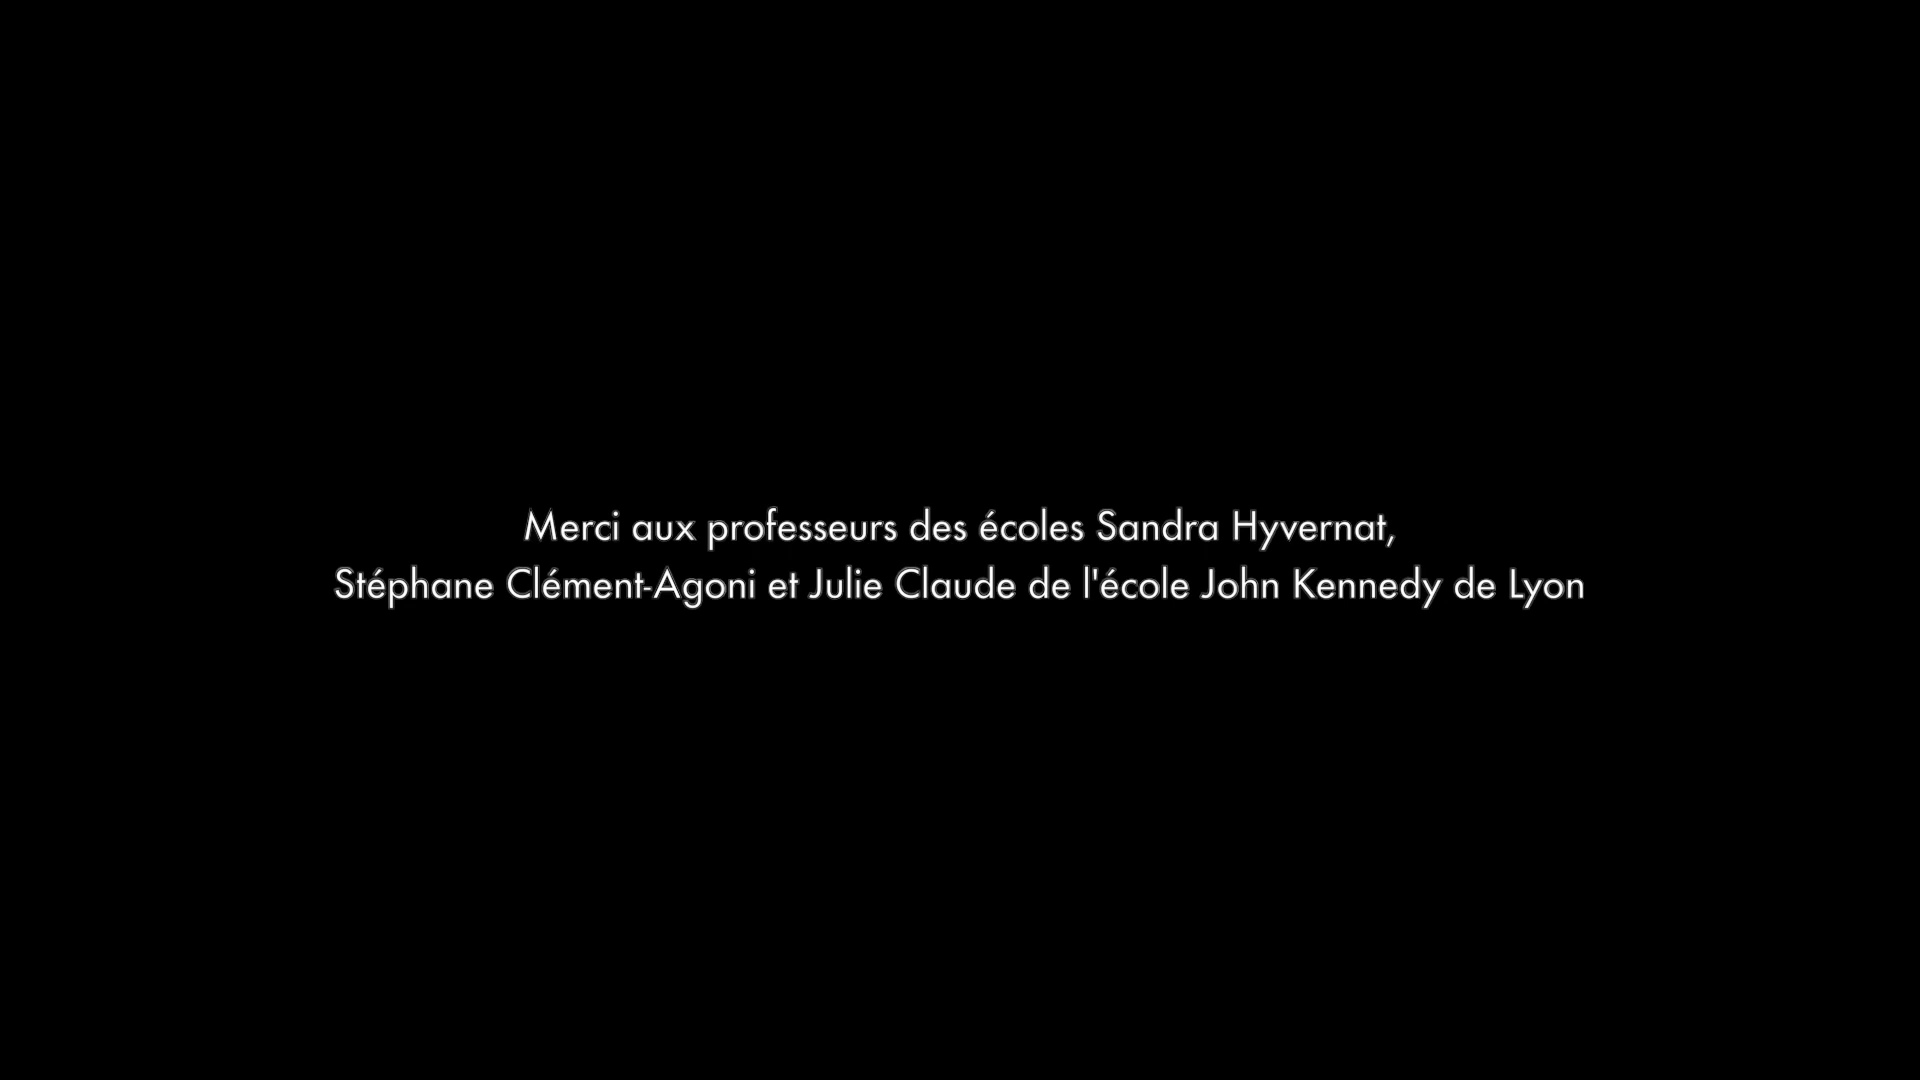 Merci aux professeurs des écoles Sandra Hyvernat,
Stéphane Clément-Agoni et Julie Claude de l'école John Kennedy de Lyon